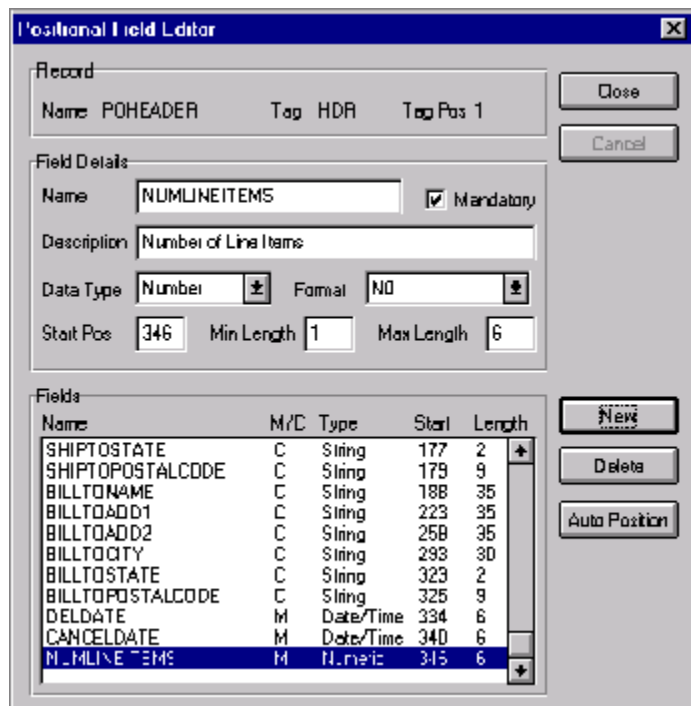 Positional Field Editor
Record
Name POHEADER Tag HDR Tag Pos 1
Close
Cancel
Field Details
Name NUMLINEITEMS Mandatory
Description Number of Line Items
Data Type Number Format N0
Start Pos 346 Min Length 1 Max Length 6
Fields
Name M/C Type Start Length
SHIPTOSTATE C String 177 2
SHIPTOPOSTALCODE C String 179 9
BILLTONAME C String 188 35
BILLTOADD1 C String 223 35
BILLTOADD2 C String 258 35
BILLTOCITY C String 293 30
BILLTOSTATE C String 323 2
BILLTOPOSTALCODE C String 325 9
DELDATE M Date/Time 334 6
CANCELDATE M Date/Time 340 6
NUMLINEITEMS M Numeric 346 6
New
Delete
Auto Position